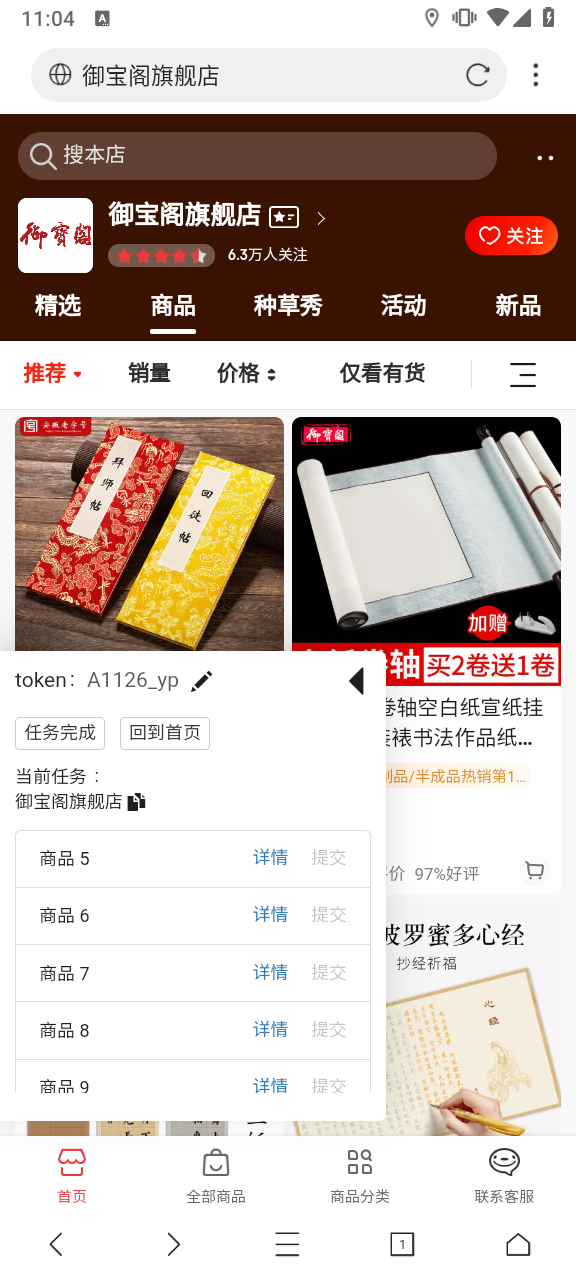 11:04
A
御宝阁旗舰店
搜本店
御寶閣
御宝阁旗舰店
6.3万人关注
关注
精选 商品 种草秀 活动 新品
推荐 销量 价格 仅看有货
安徽老字号
拜师帖
回徒帖
御寶閣
加赠
卷轴 买2卷送1卷
token： A1126_yp
任务完成 回到首页
当前任务：
御宝阁旗舰店
商品 5 详情 提交
商品 6 详情 提交
商品 7 详情 提交
商品 8 详情 提交
商品 9 详情 提交
卷轴空白纸宣纸挂
装裱书法作品纸...
制品/半成品热销第1...
价 97%好评
波罗蜜多心经
抄经祈福
心经
首页 全部商品 商品分类 联系客服
1